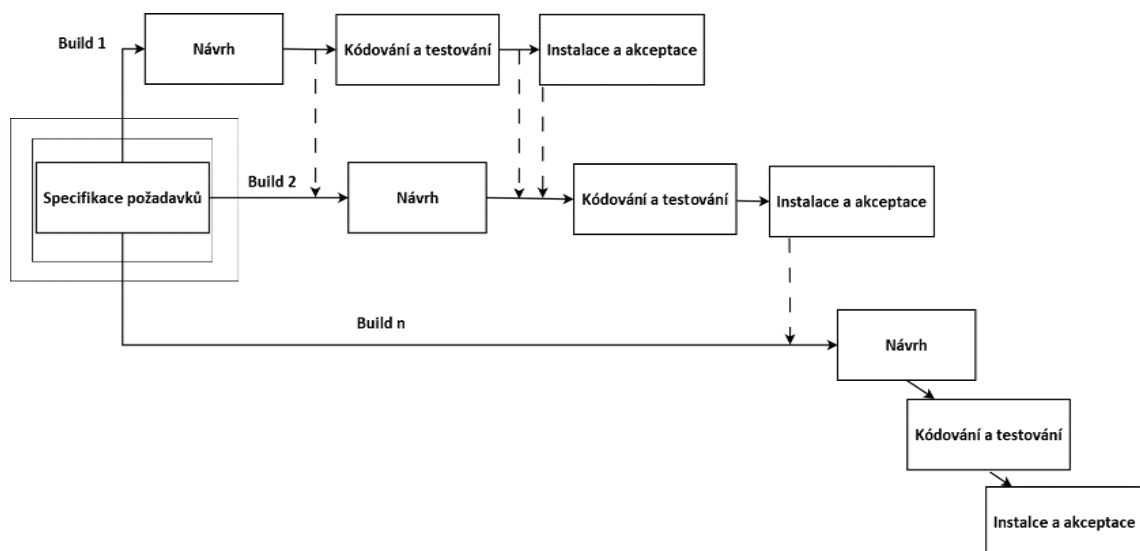 Build 1
Návrh
Kódování a testování
Instalace a akceptace
Specifikace požadavků
Build 2
Návrh
Kódování a testování
Instalace a akceptace
Build n
Návrh
Kódování a testování
Instalce a akceptace